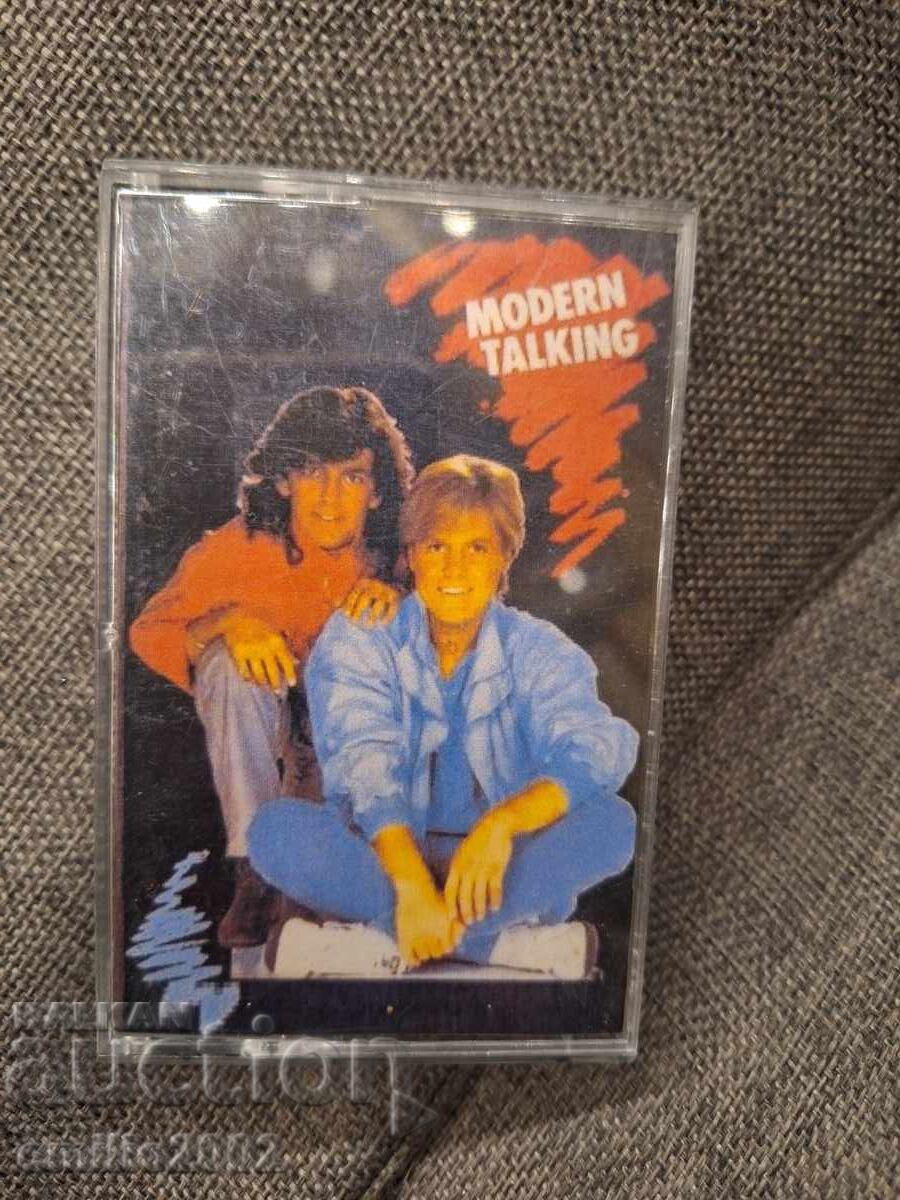 MODERN
TALKING
BALKAN
auction
emilio2002